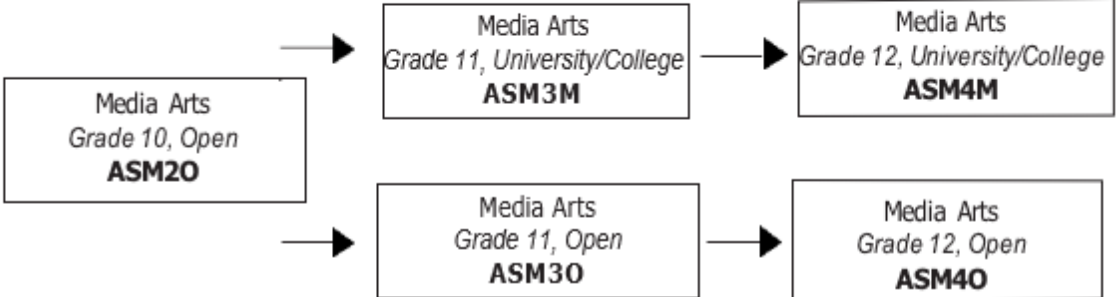 Media Arts
Grade 10, Open
ASM2O
Media Arts
Grade 11, University/College
ASM3M
Media Arts
Grade 12, University/College
ASM4M
Media Arts
Grade 11, Open
ASM3O
Media Arts
Grade 12, Open
ASM4O